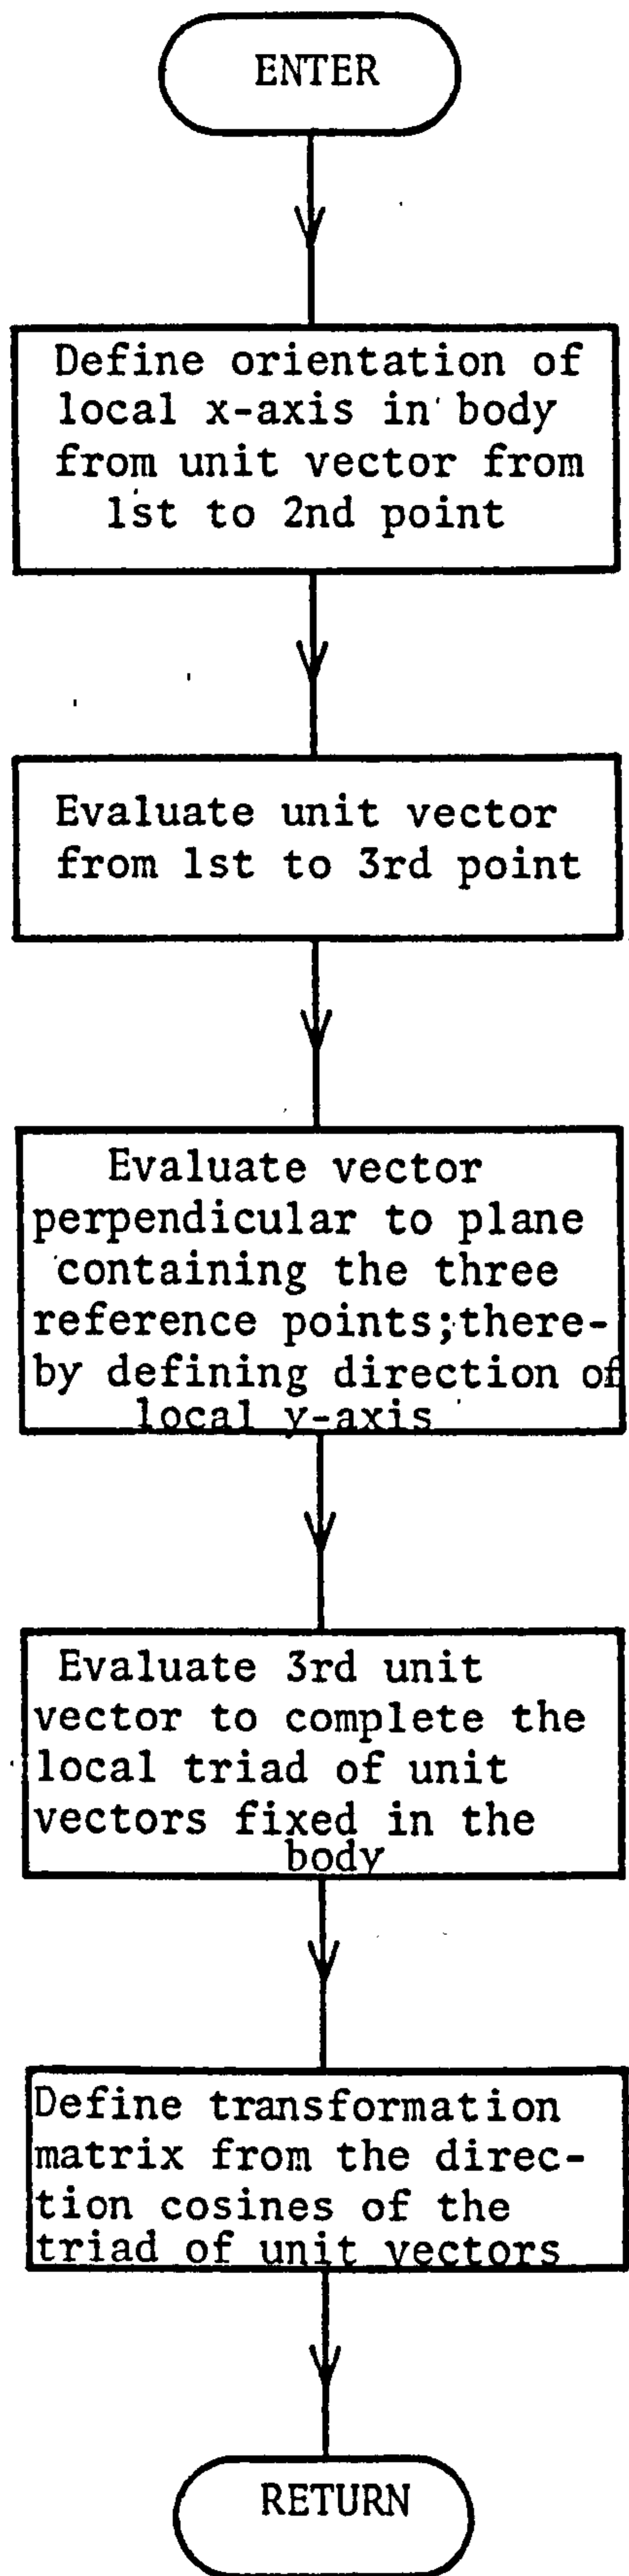 ENTER
Define orientation of
local x-axis in body
from unit vector from
1st to 2nd point
Evaluate unit vector
from 1st to 3rd point
Evaluate vector
perpendicular to plane
containing the three
reference points;there-
by defining direction of
local y-axis
Evaluate 3rd unit
vector to complete the
local triad of unit
vectors fixed in the
body
Define transformation
matrix from the direc-
tion cosines of the
triad of unit vectors
RETURN